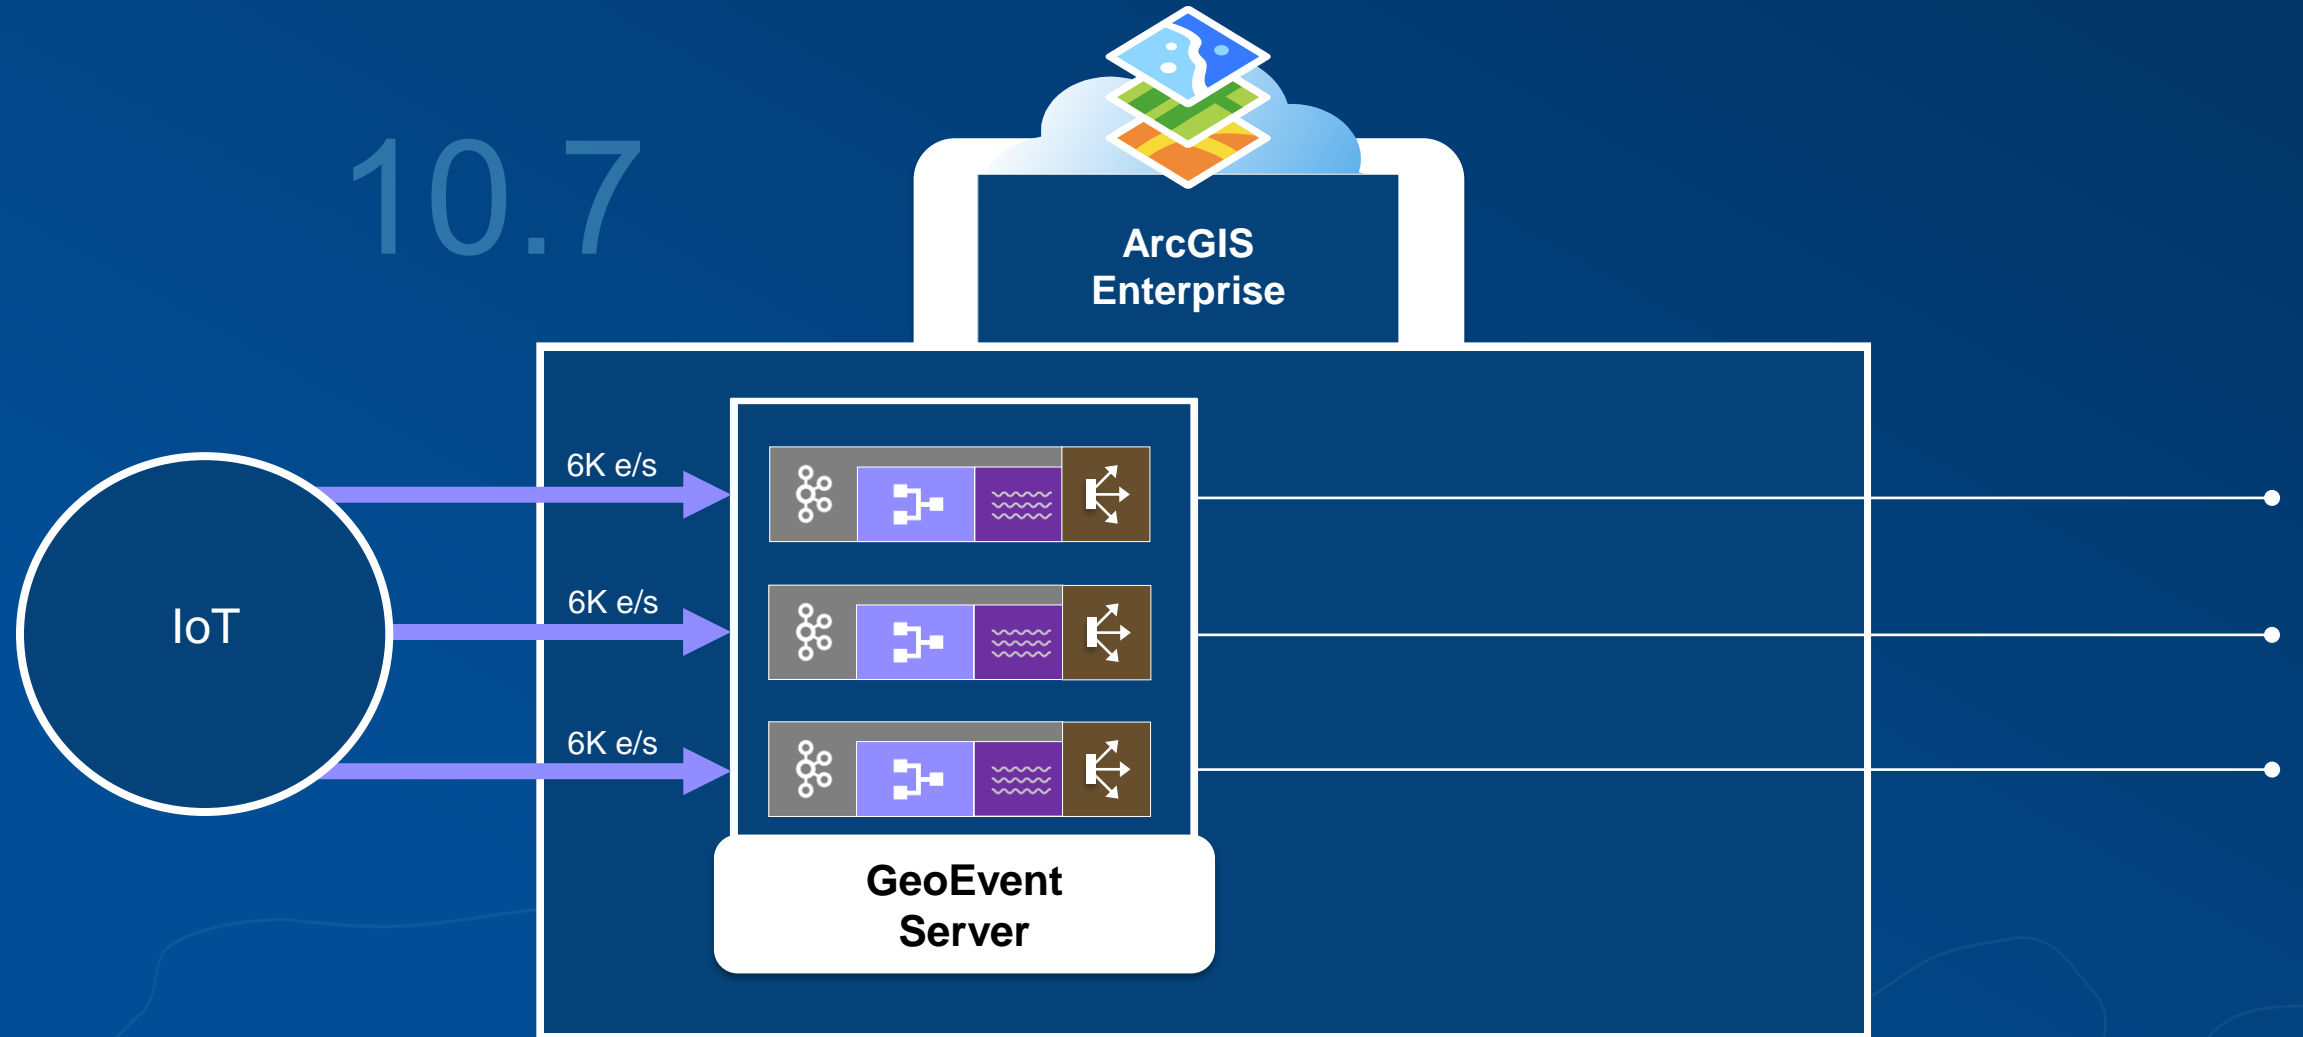 10.7
ArcGIS
Enterprise
6K e/s
6K e/s
6K e/s
IoT
GeoEvent
Server